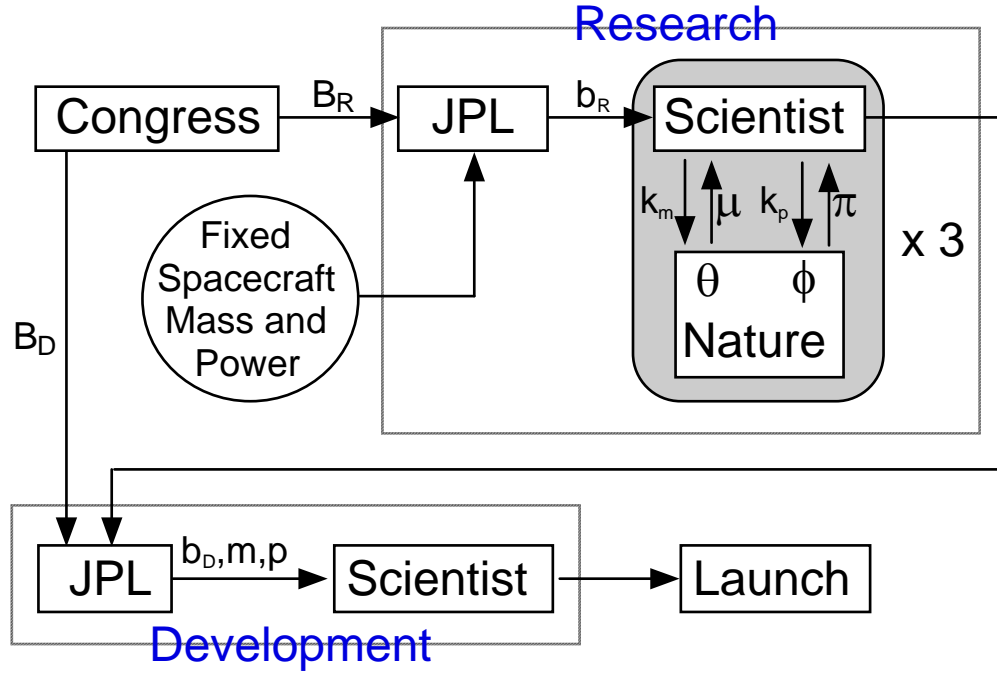 Research
Congress
B_R
JPL
b_R
Scientist
k_m
μ
k_p
π
x 3
θ
ϕ
Nature
Fixed
Spacecraft
Mass and
Power
B_D
JPL
b_D,m,p
Scientist
Launch
Development